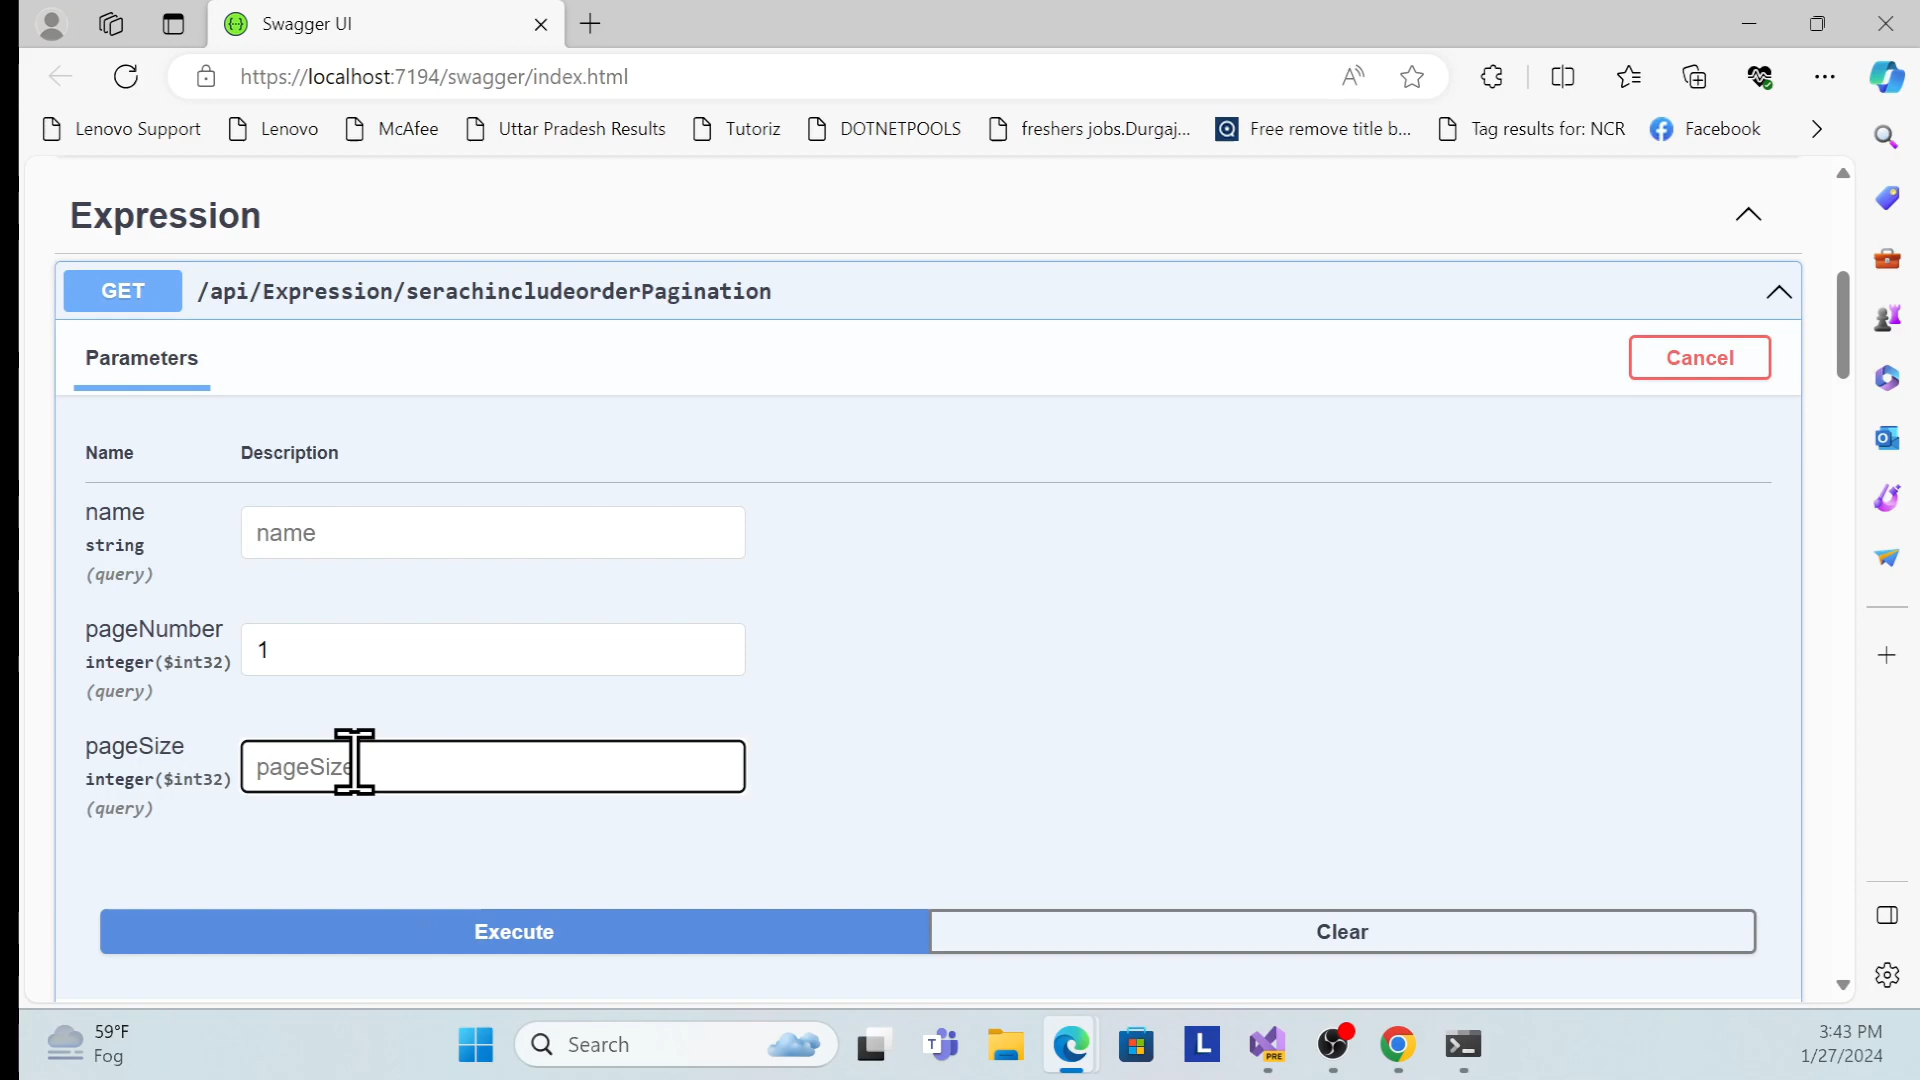 Swagger UI
https://localhost:7194/swagger/index.html
Lenovo Support Lenovo McAfee Uttar Pradesh Results Tutoriz DOTNETPOOLS freshers jobs.Durgaj... Free remove title b... Tag results for: NCR Facebook
Expression
GET /api/Expression/serachincludeorderPagination
Parameters Cancel
Name Description
name
string
(query)
name
pageNumber
integer($int32)
(query)
1
pageSize
integer($int32)
(query)
pageSize
Execute Clear
59°F
Fog
Search
T
L
PRE
3:43 PM
1/27/2024